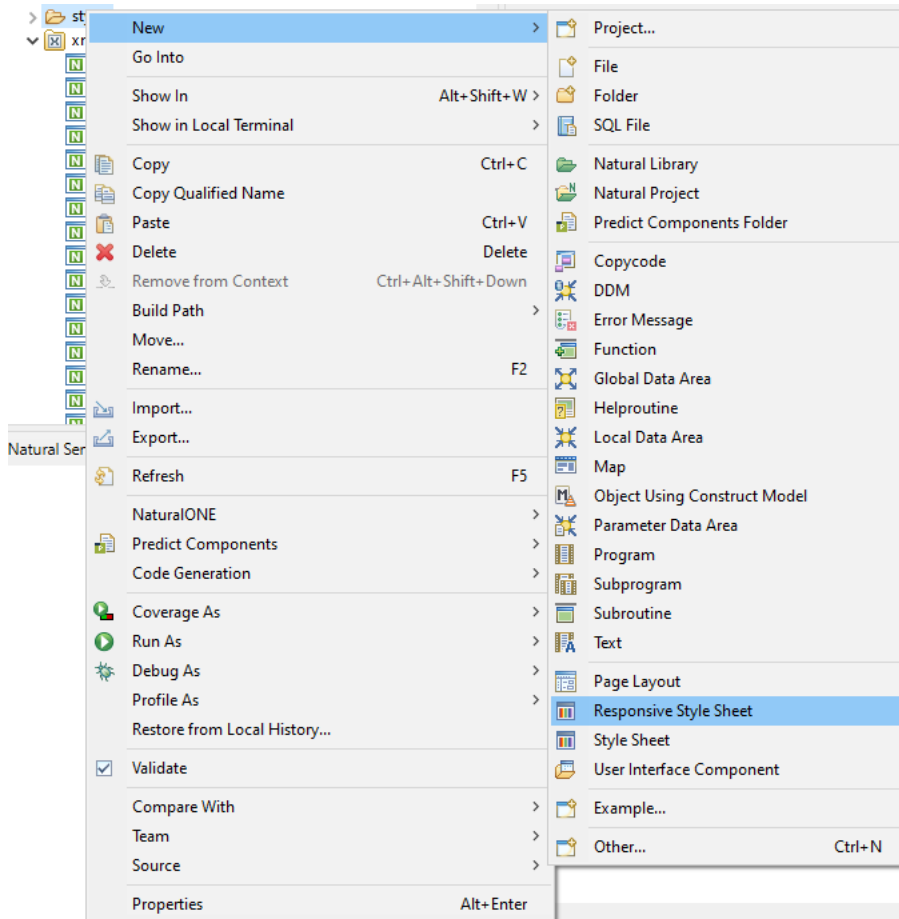 New
Go Into
Show In Alt+Shift+W >
Show in Local Terminal
Copy Ctrl+C
Copy Qualified Name
Paste Ctrl+V
Delete Delete
Remove from Context Ctrl+Alt+Shift+Down
Build Path
Move...
Rename... F2
Import...
Export...
Natural Ser
Refresh F5
NaturalONE
Predict Components
Code Generation
Coverage As
Run As
Debug As
Profile As
Restore from Local History...
Validate
Compare With
Team
Source
Properties Alt+Enter
Project...
File
Folder
SQL File
Natural Library
Natural Project
Predict Components Folder
Copycode
DDM
Error Message
Function
Global Data Area
Helproutine
Local Data Area
Map
Object Using Construct Model
Parameter Data Area
Program
Subprogram
Subroutine
Text
Page Layout
Responsive Style Sheet
Style Sheet
User Interface Component
Example...
Other... Ctrl+N